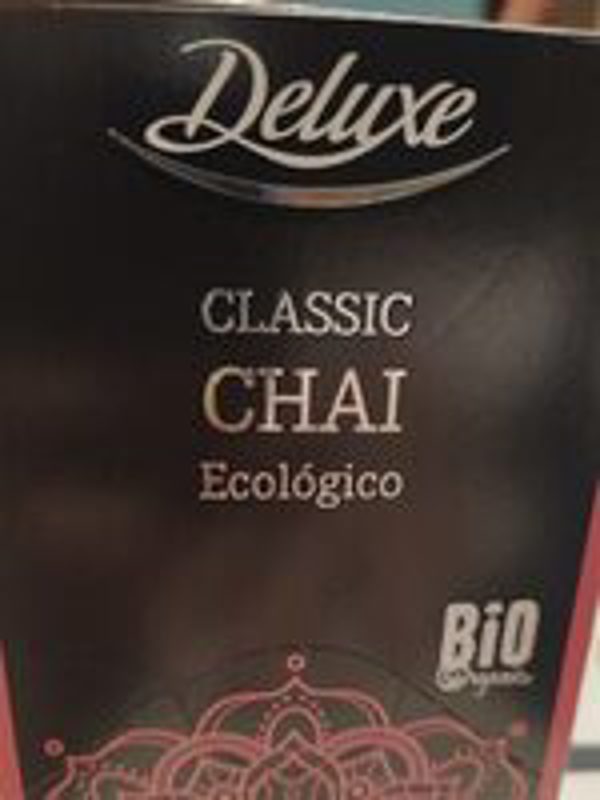 Deluxe
CLASSIC
CHAI
Ecológico
BiO
Organic